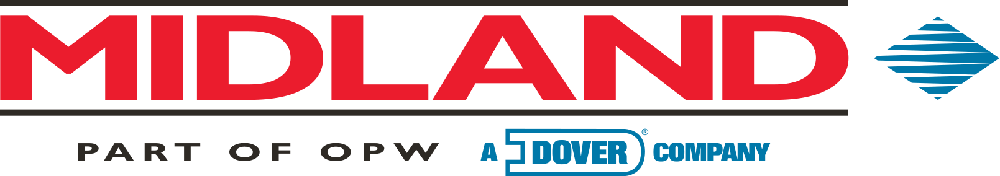 MIDLAND
PART OF OPW A DOVER® COMPANY